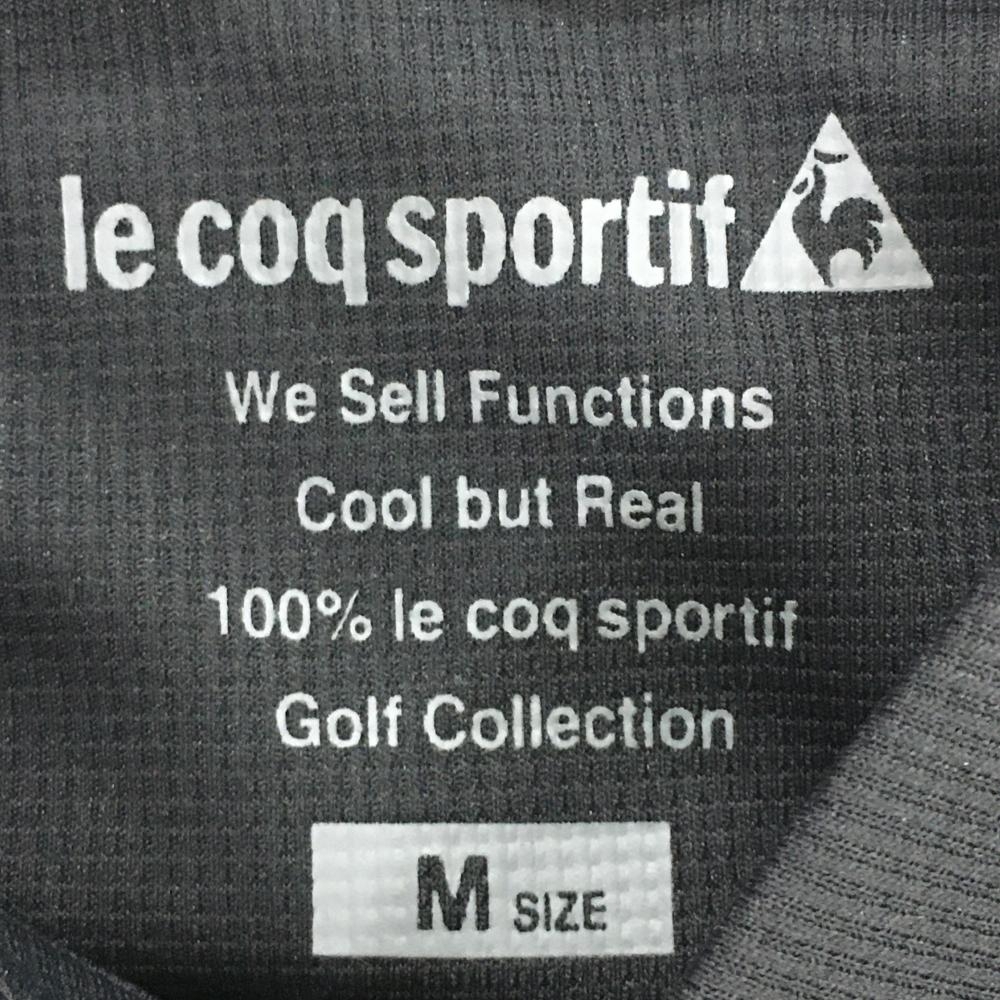 le coq sportif
We Sell Functions
Cool but Real
100% le coq sportif
Golf Collection
M SIZE